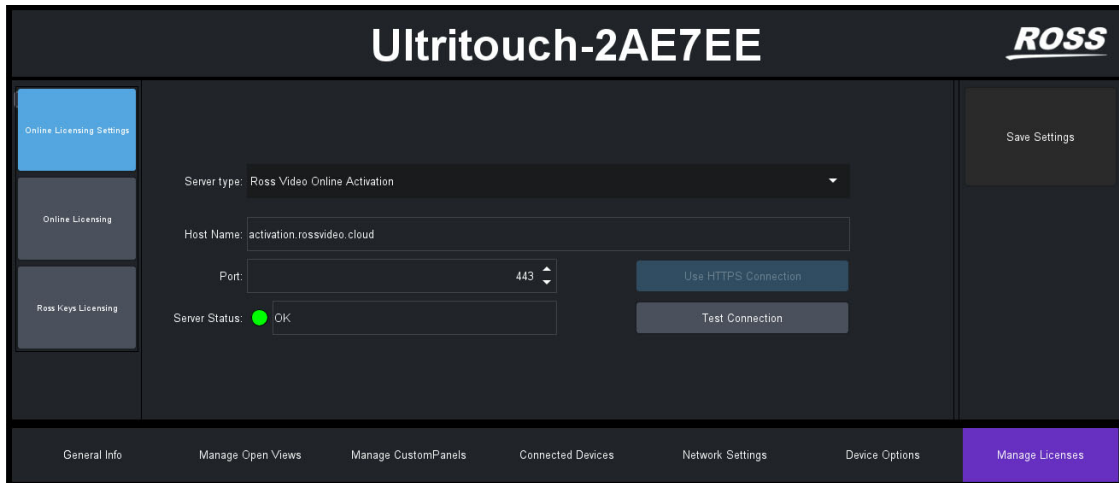 Ultritouch-2AE7EE
ROSS
Online Licensing Settings
Online Licensing
Ross Keys Licensing
Server type: Ross Video Online Activation
Host Name: activation.rossvideo.cloud
Port: 443
Use HTTPS Connection
Server Status: OK
Test Connection
Save Settings
General Info
Manage Open Views
Manage CustomPanels
Connected Devices
Network Settings
Device Options
Manage Licenses